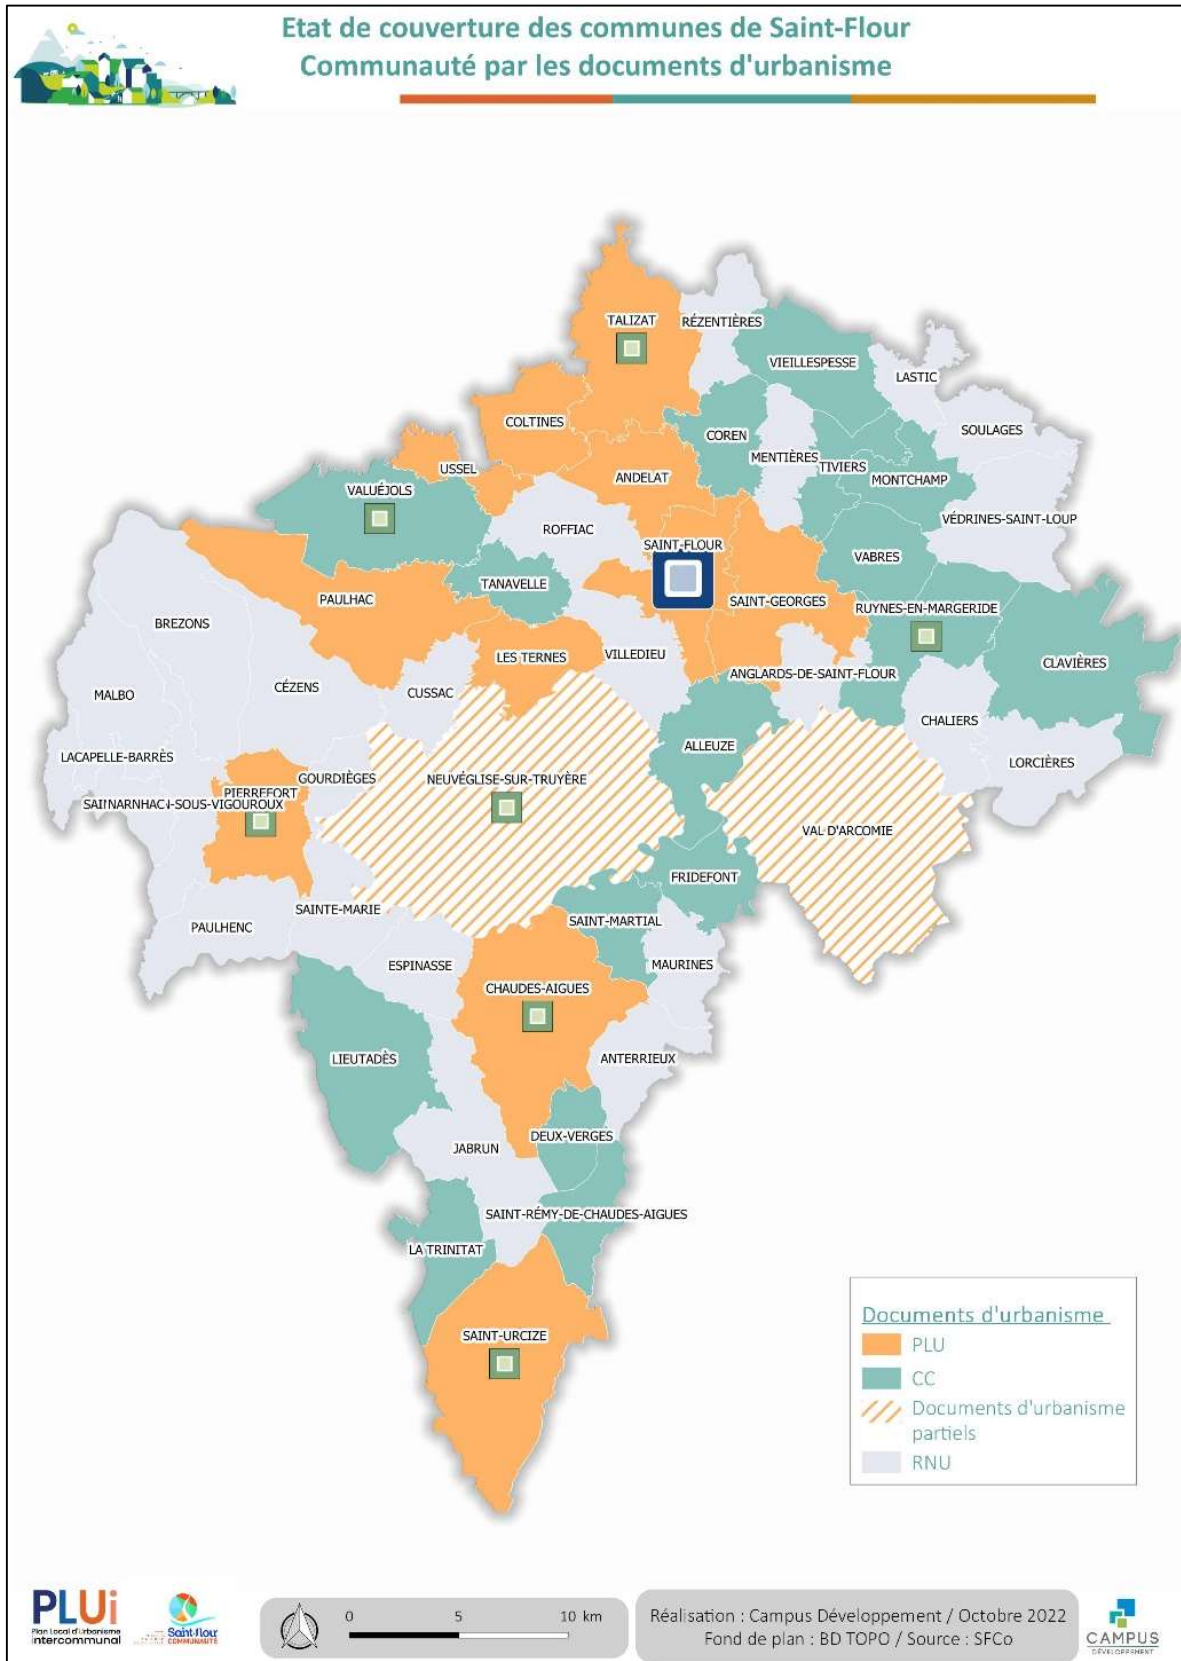 Etat de couverture des communes de Saint-Flour
Communauté par les documents d'urbanisme
TALIZAT
RÉZENTIÈRES
VIEILLESPESSE
LASTIC
COLTINES
SOULAGES
COREN
MENTIÈRES
TIVIERS
USSEL
ANDELAT
MONTCHAMP
VALUÉJOLS
VÉDRINES-SAINT-LOUP
ROFFIAC
SAINT-FLOUR
VABRES
TANAVELLE
PAULHAC
SAINT-GEORGES
RUYNES-EN-MARGERIDE
BREZONS
LES TERNES
VILLEDIEU
CLAVIÈRES
ANGLARDS-DE-SAINT-FLOUR
CÉZENS
CUSSAC
MALBO
CHALIERS
ALLEUZE
LACAPELLE-BARRÈS
LORCIÈRES
GOURDIÈGES
NEUVÉGLISE-SUR-TRUYÈRE
PIERREFORT
-SOUS-VIGOUROUX
VAL D'ARCOMIE
FRIDEFONT
SAINTE-MARIE
SAINT-MARTIAL
PAULHENC
ESPINASSE
MAURINES
CHAUDES-AIGUES
LIEUTADÈS
ANTERRIEUX
DEUX-VERGES
JABRUN
SAINT-RÉMY-DE-CHAUDES-AIGUES
LA TRINITAT
SAINT-URCIZE
Documents d'urbanisme
PLU
CC
Documents d'urbanisme
partiels
RNU
PLUi
Plan Local d'Urbanisme
Intercommunal
Saint-Flour
COMMUNAUTÉ
0 5 10 km
Réalisation : Campus Développement / Octobre 2022
Fond de plan : BD TOPO / Source : SFCo
CAMPUS
DÉVELOPPEMENT